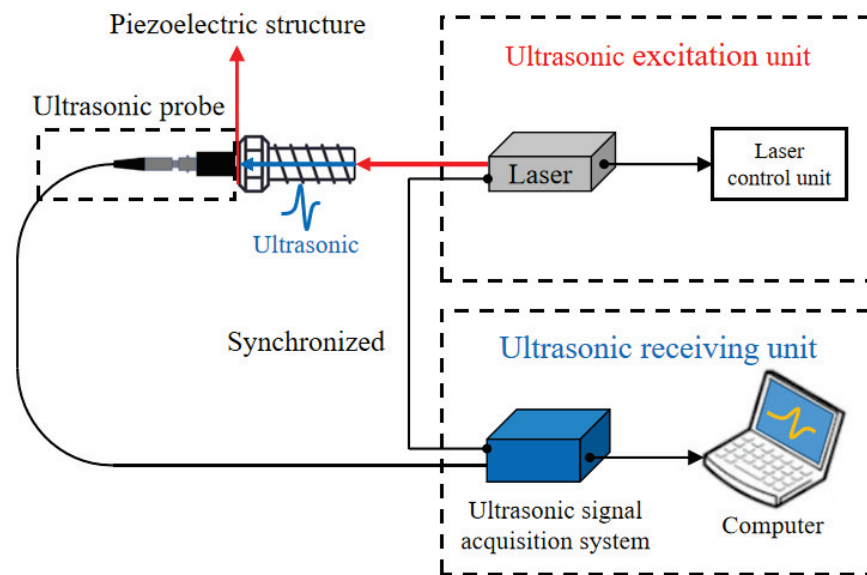 Piezoelectric structure
Ultrasonic probe
Ultrasonic
Ultrasonic excitation unit
Laser
Laser
control unit
Synchronized
Ultrasonic receiving unit
Ultrasonic signal
acquisition system
Computer